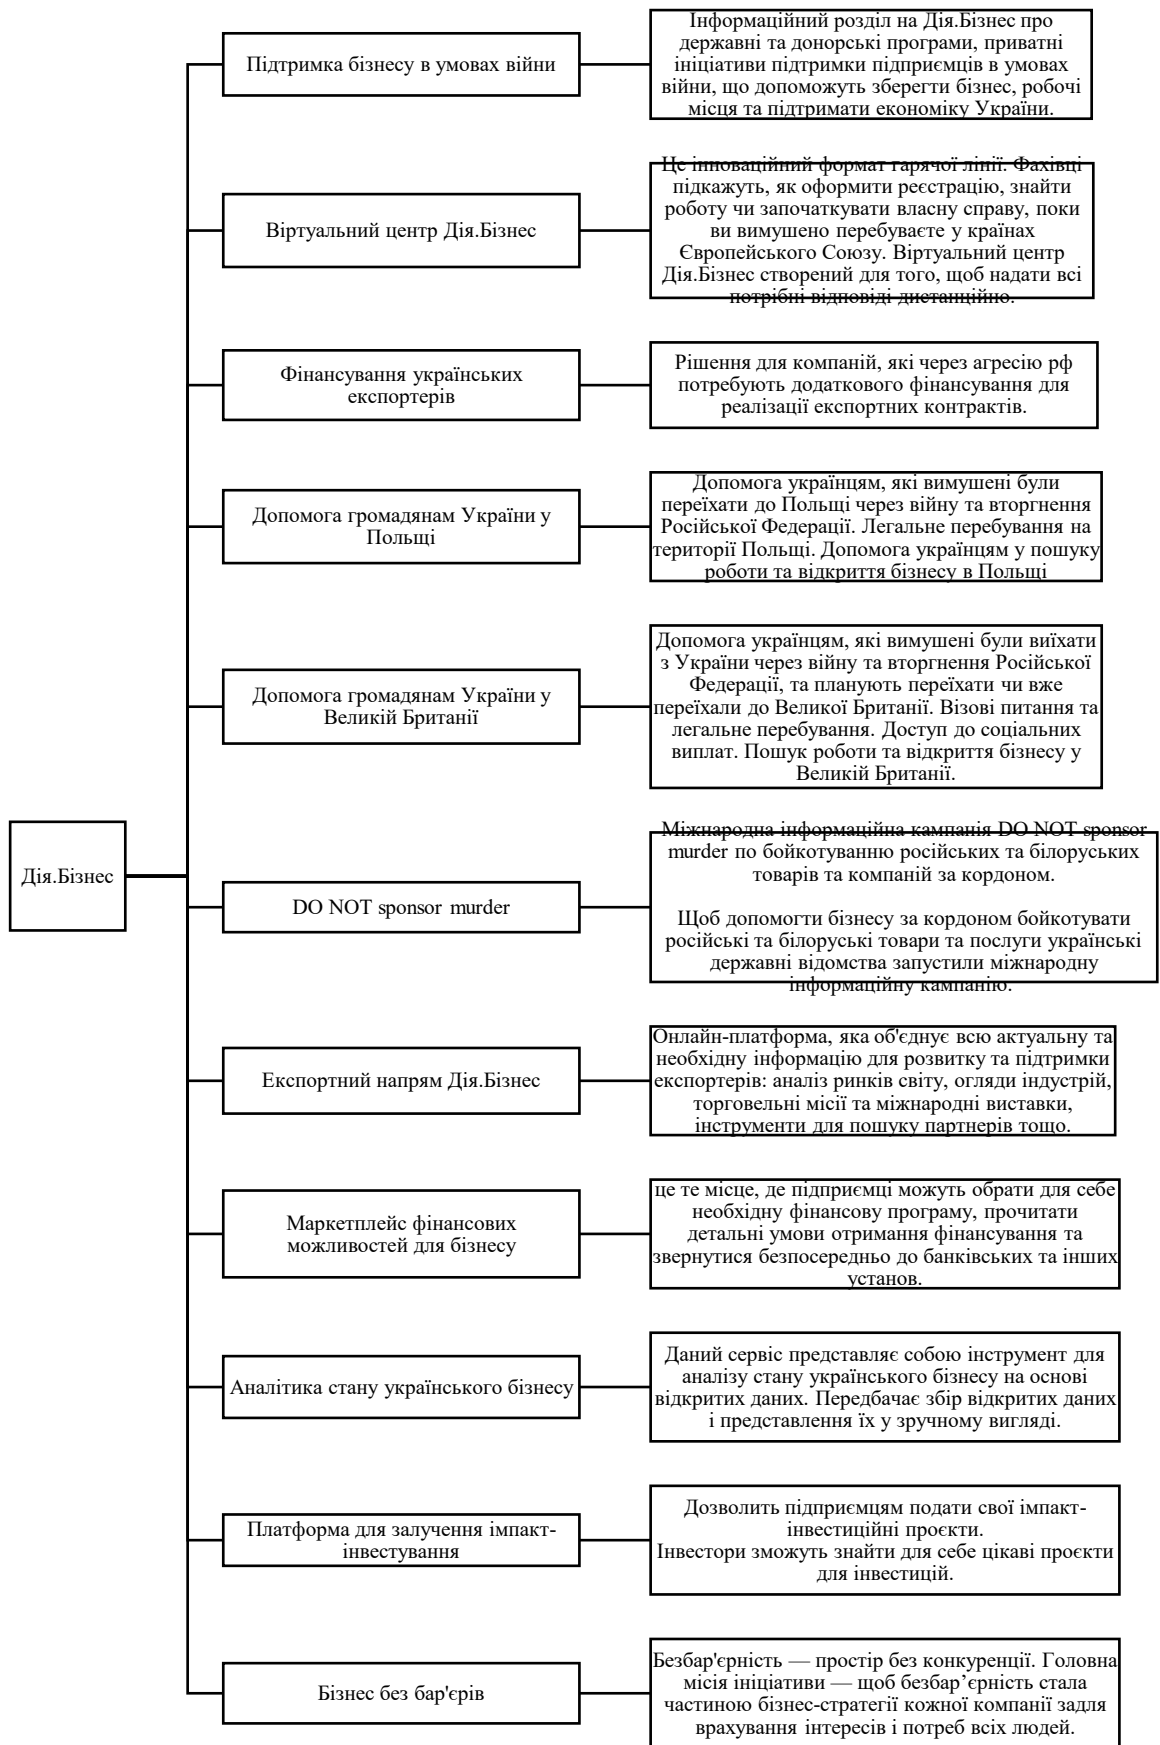 Дія.Бізнес
Підтримка бізнесу в умовах війни
Інформаційний розділ на Дія.Бізнес про
державні та донорські програми, приватні
ініціативи підтримки підприємців в умовах
війни, що допоможуть зберегти бізнес, робочі
місця та підтримати економіку України.
Віртуальний центр Дія.Бізнес
Це інноваційний формат гарячої лінії. Фахівці
підкажуть, як оформити реєстрацію, знайти
роботу чи започаткувати власну справу, поки
ви вимушено перебуваєте у країнах
Європейського Союзу. Віртуальний центр
Дія.Бізнес створений для того, щоб надати всі
потрібні відповіді дистанційно.
Фінансування українських
експортерів
Рішення для компаній, які через агресію рф
потребують додаткового фінансування для
реалізації експортних контрактів.
Допомога громадянам України у
Польщі
Допомога українцям, які вимушені були
переїхати до Польщі через війну та вторгнення
Російської Федерації. Легальне перебування на
території Польщі. Допомога українцям у пошуку
роботи та відкриття бізнесу в Польщі
Допомога громадянам України у
Великій Британії
Допомога українцям, які вимушені були виїхати
з України через війну та вторгнення Російської
Федерації, та планують переїхати чи вже
переїхали до Великої Британії. Візові питання та
легальне перебування. Доступ до соціальних
виплат. Пошук роботи та відкриття бізнесу у
Великій Британії.
DO NOT sponsor murder
Міжнародна інформаційна кампанія DO NOT sponsor
murder по бойкотуванню російських та білоруських
товарів та компаній за кордоном.
Щоб допомогти бізнесу за кордоном бойкотувати
російські та білоруські товари та послуги українські
державні відомства запустили міжнародну
інформаційну кампанію.
Експортний напрям Дія.Бізнес
Онлайн-платформа, яка об'єднує всю актуальну та
необхідну інформацію для розвитку та підтримки
експортерів: аналіз ринків світу, огляди індустрій,
торговельні місії та міжнародні виставки,
інструменти для пошуку партнерів тощо.
Маркетплейс фінансових
можливостей для бізнесу
це те місце, де підприємці можуть обрати для себе
необхідну фінансову програму, прочитати
детальні умови отримання фінансування та
звернутися безпосередньо до банківських та інших
установ.
Аналітика стану українського бізнесу
Даний сервіс представляє собою інструмент для
аналізу стану українського бізнесу на основі
відкритих даних. Передбачає збір відкритих даних
і представлення їх у зручному вигляді.
Платформа для залучення імпакт-
інвестування
Дозволить підприємцям подати свої імпакт-
інвестиційні проєкти.
Інвестори зможуть знайти для себе цікаві проєкти
для інвестицій.
Бізнес без бар'єрів
Безбар'єрність — простір без конкуренції. Головна
місія ініціативи — щоб безбар’єрність стала
частиною бізнес-стратегії кожної компанії задля
врахування інтересів і потреб всіх людей.